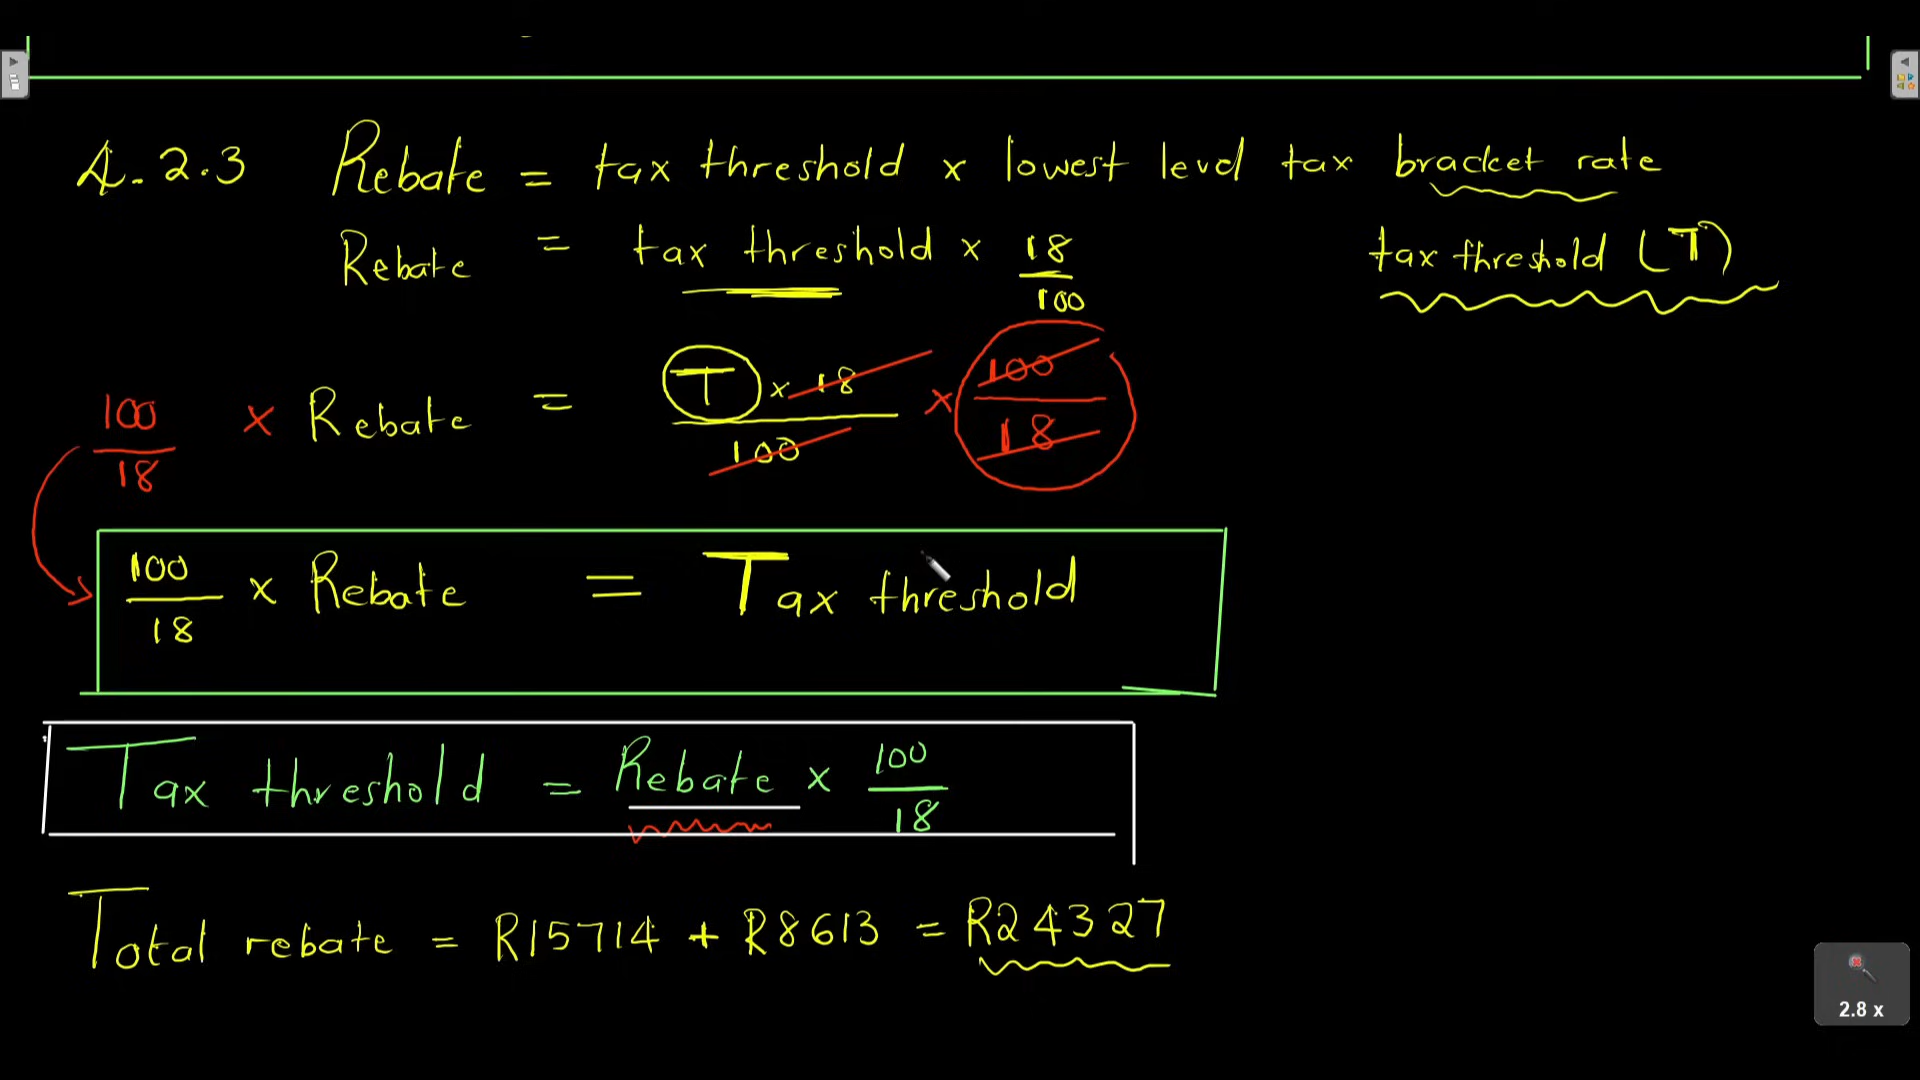 4.2.3 Rebate = tax threshold x lowest level tax bracket rate
Rebate = tax threshold x 18/100
tax threshold (T)
100/18 x Rebate = T x 18/100 x 100/18
100/18 x Rebate = Tax threshold
Tax threshold = Rebate x 100/18
Total rebate = R15714 + R8613 = R24327
2.8 x